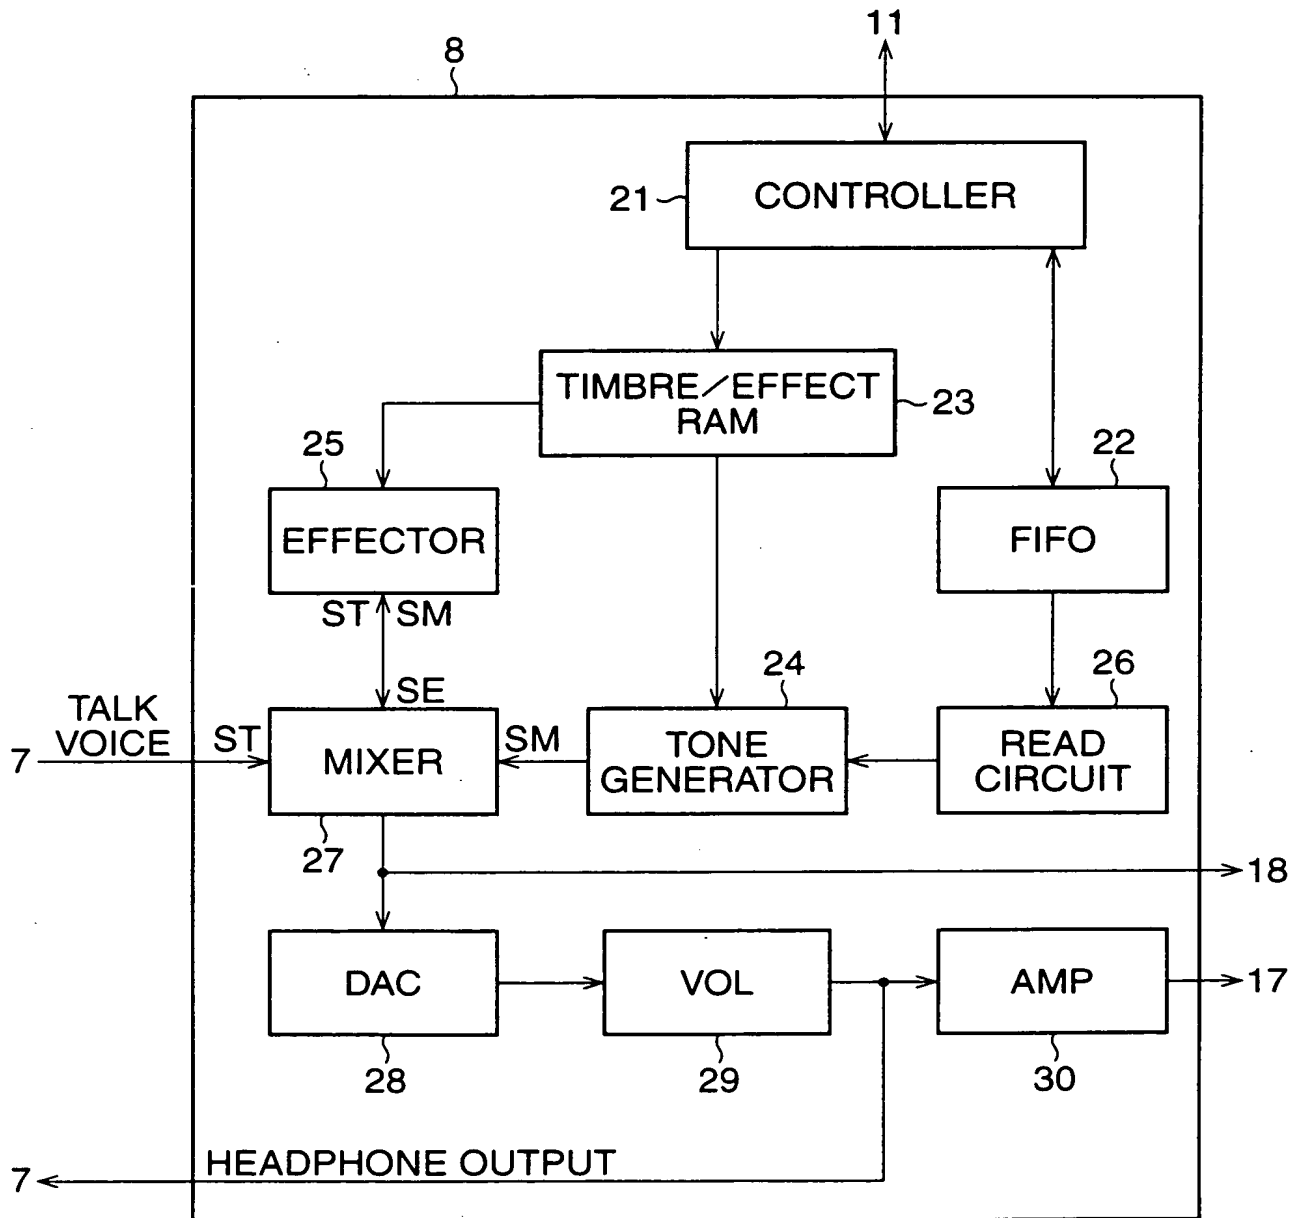 11
8
CONTROLLER
21
TIMBRE/EFFECT
RAM
23
25
22
EFFECTOR
FIFO
ST
SM
24
26
SE
TALK
VOICE
7
ST
MIXER
SM
TONE
GENERATOR
READ
CIRCUIT
27
18
DAC
VOL
AMP
17
28
29
30
HEADPHONE OUTPUT
7